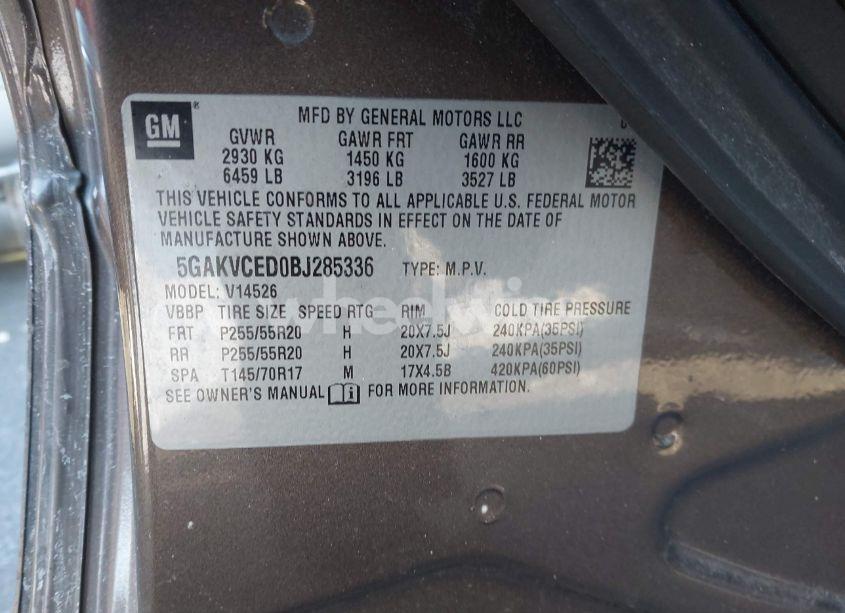 GM ®
MFD BY GENERAL MOTORS LLC
GVWR GAWR FRT GAWR RR
2930 KG 1450 KG 1600 KG
6459 LB 3196 LB 3527 LB
THIS VEHICLE CONFORMS TO ALL APPLICABLE U.S. FEDERAL MOTOR
VEHICLE SAFETY STANDARDS IN EFFECT ON THE DATE OF
MANUFACTURE SHOWN ABOVE.
5GAKVCED0BJ285336 TYPE: M.P.V.
MODEL: V14526
VBBP TIRE SIZE SPEED RTG RIM COLD TIRE PRESSURE
FRT P255/55R20 H 20X7.5J 240KPA(35PSI)
RR P255/55R20 H 20X7.5J 240KPA(35PSI)
SPA T145/70R17 M 17X4.5B 420KPA(60PSI)
SEE OWNER'S MANUAL FOR MORE INFORMATION.